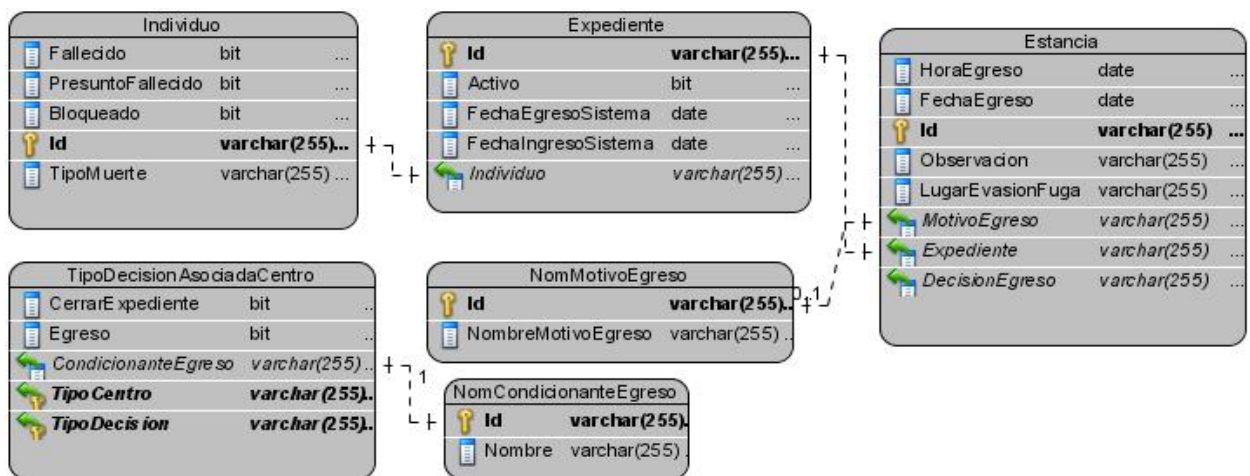 Individuo
Fallecido bit ...
PresuntoFallecido bit ...
Bloqueado bit ...
Id varchar(255)...
TipoMuerte varchar(255) ...
Expediente
Id varchar(255)...
Activo bit ...
FechaEgresoSistema date ...
FechaIngresoSistema date ...
Individuo varchar(255) ...
Estancia
HoraEgreso date ...
FechaEgreso date ...
Id varchar(255) ...
Observacion varchar(255) ...
LugarEvasionFuga varchar(255) ...
MotivoEgreso varchar(255) ...
Expediente varchar(255) ...
DecisionEgreso varchar(255) ...
TipoDecisionAsociadaCentro
CerrarExpediente bit ..
Egreso bit ..
CondicionanteEgreso varchar(255) ..
TipoCentro varchar(255)..
TipoDecision varchar(255)..
NomMotivoEgreso
Id varchar(255)..
NombreMotivoEgreso varchar(255) ..
0..1
1
NomCondicionanteEgreso
Id varchar(255).
Nombre varchar(255) .